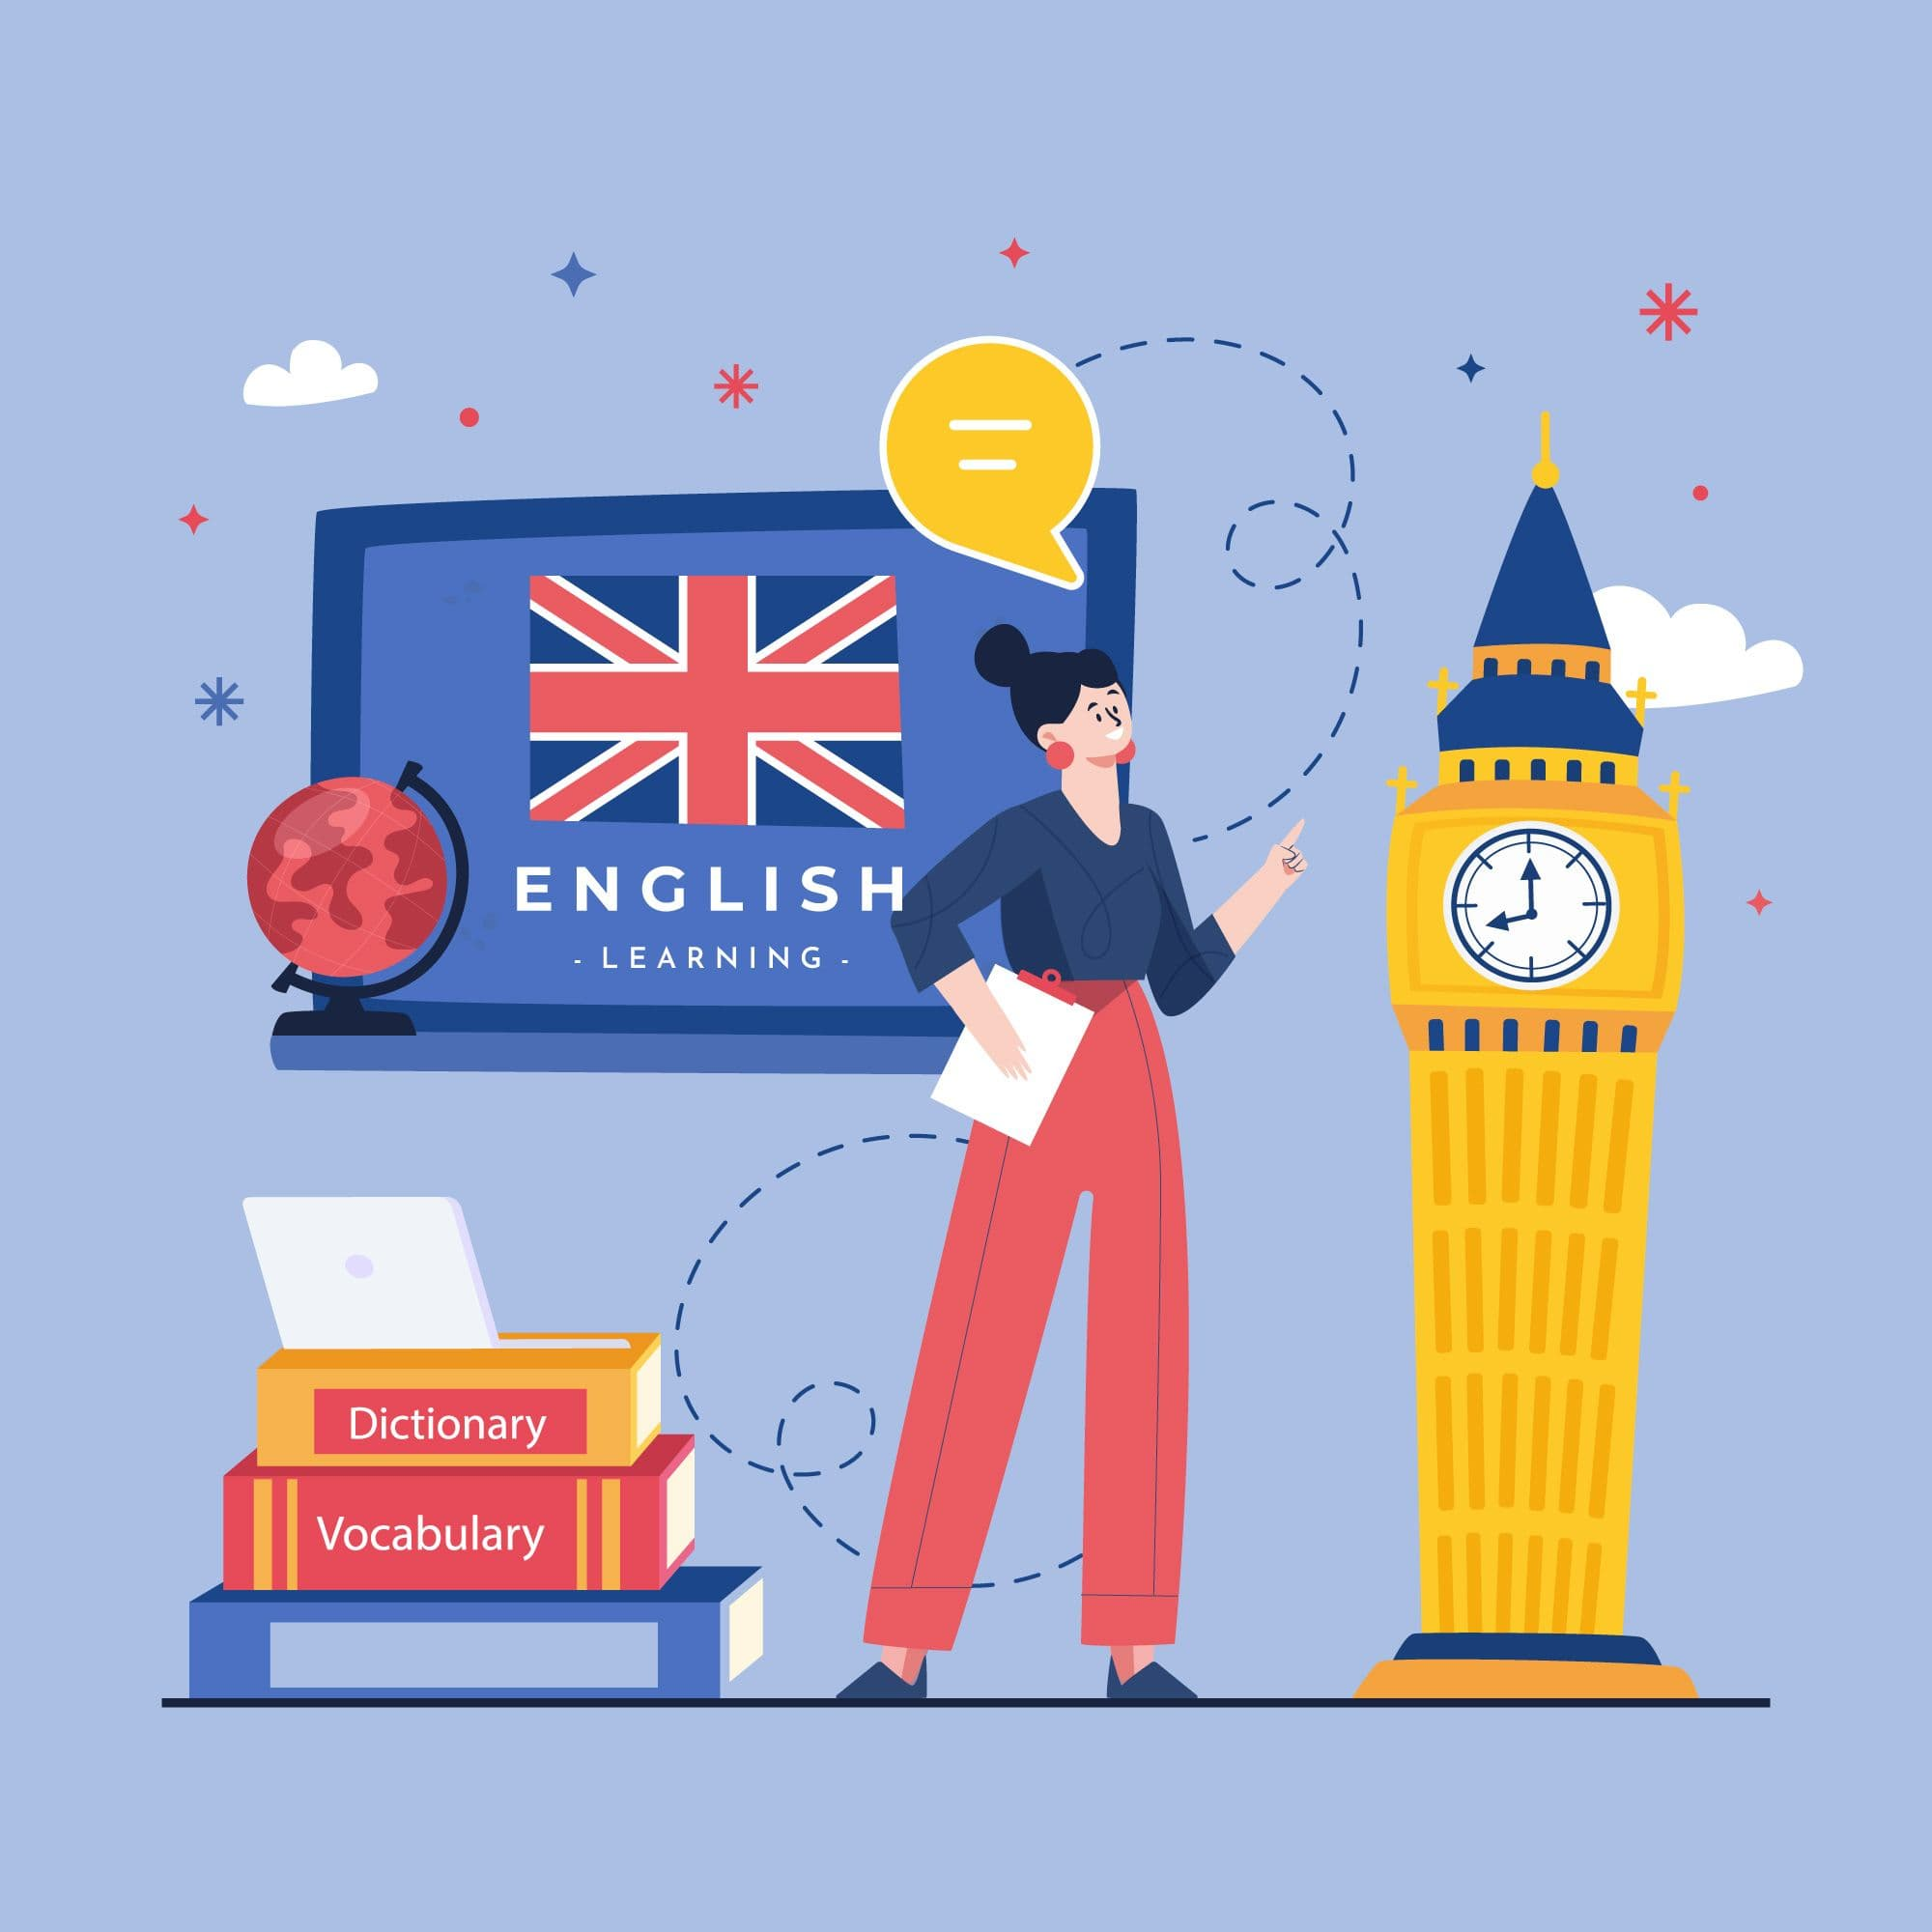 ENGLISH
- LEARNING -
Dictionary
Vocabulary